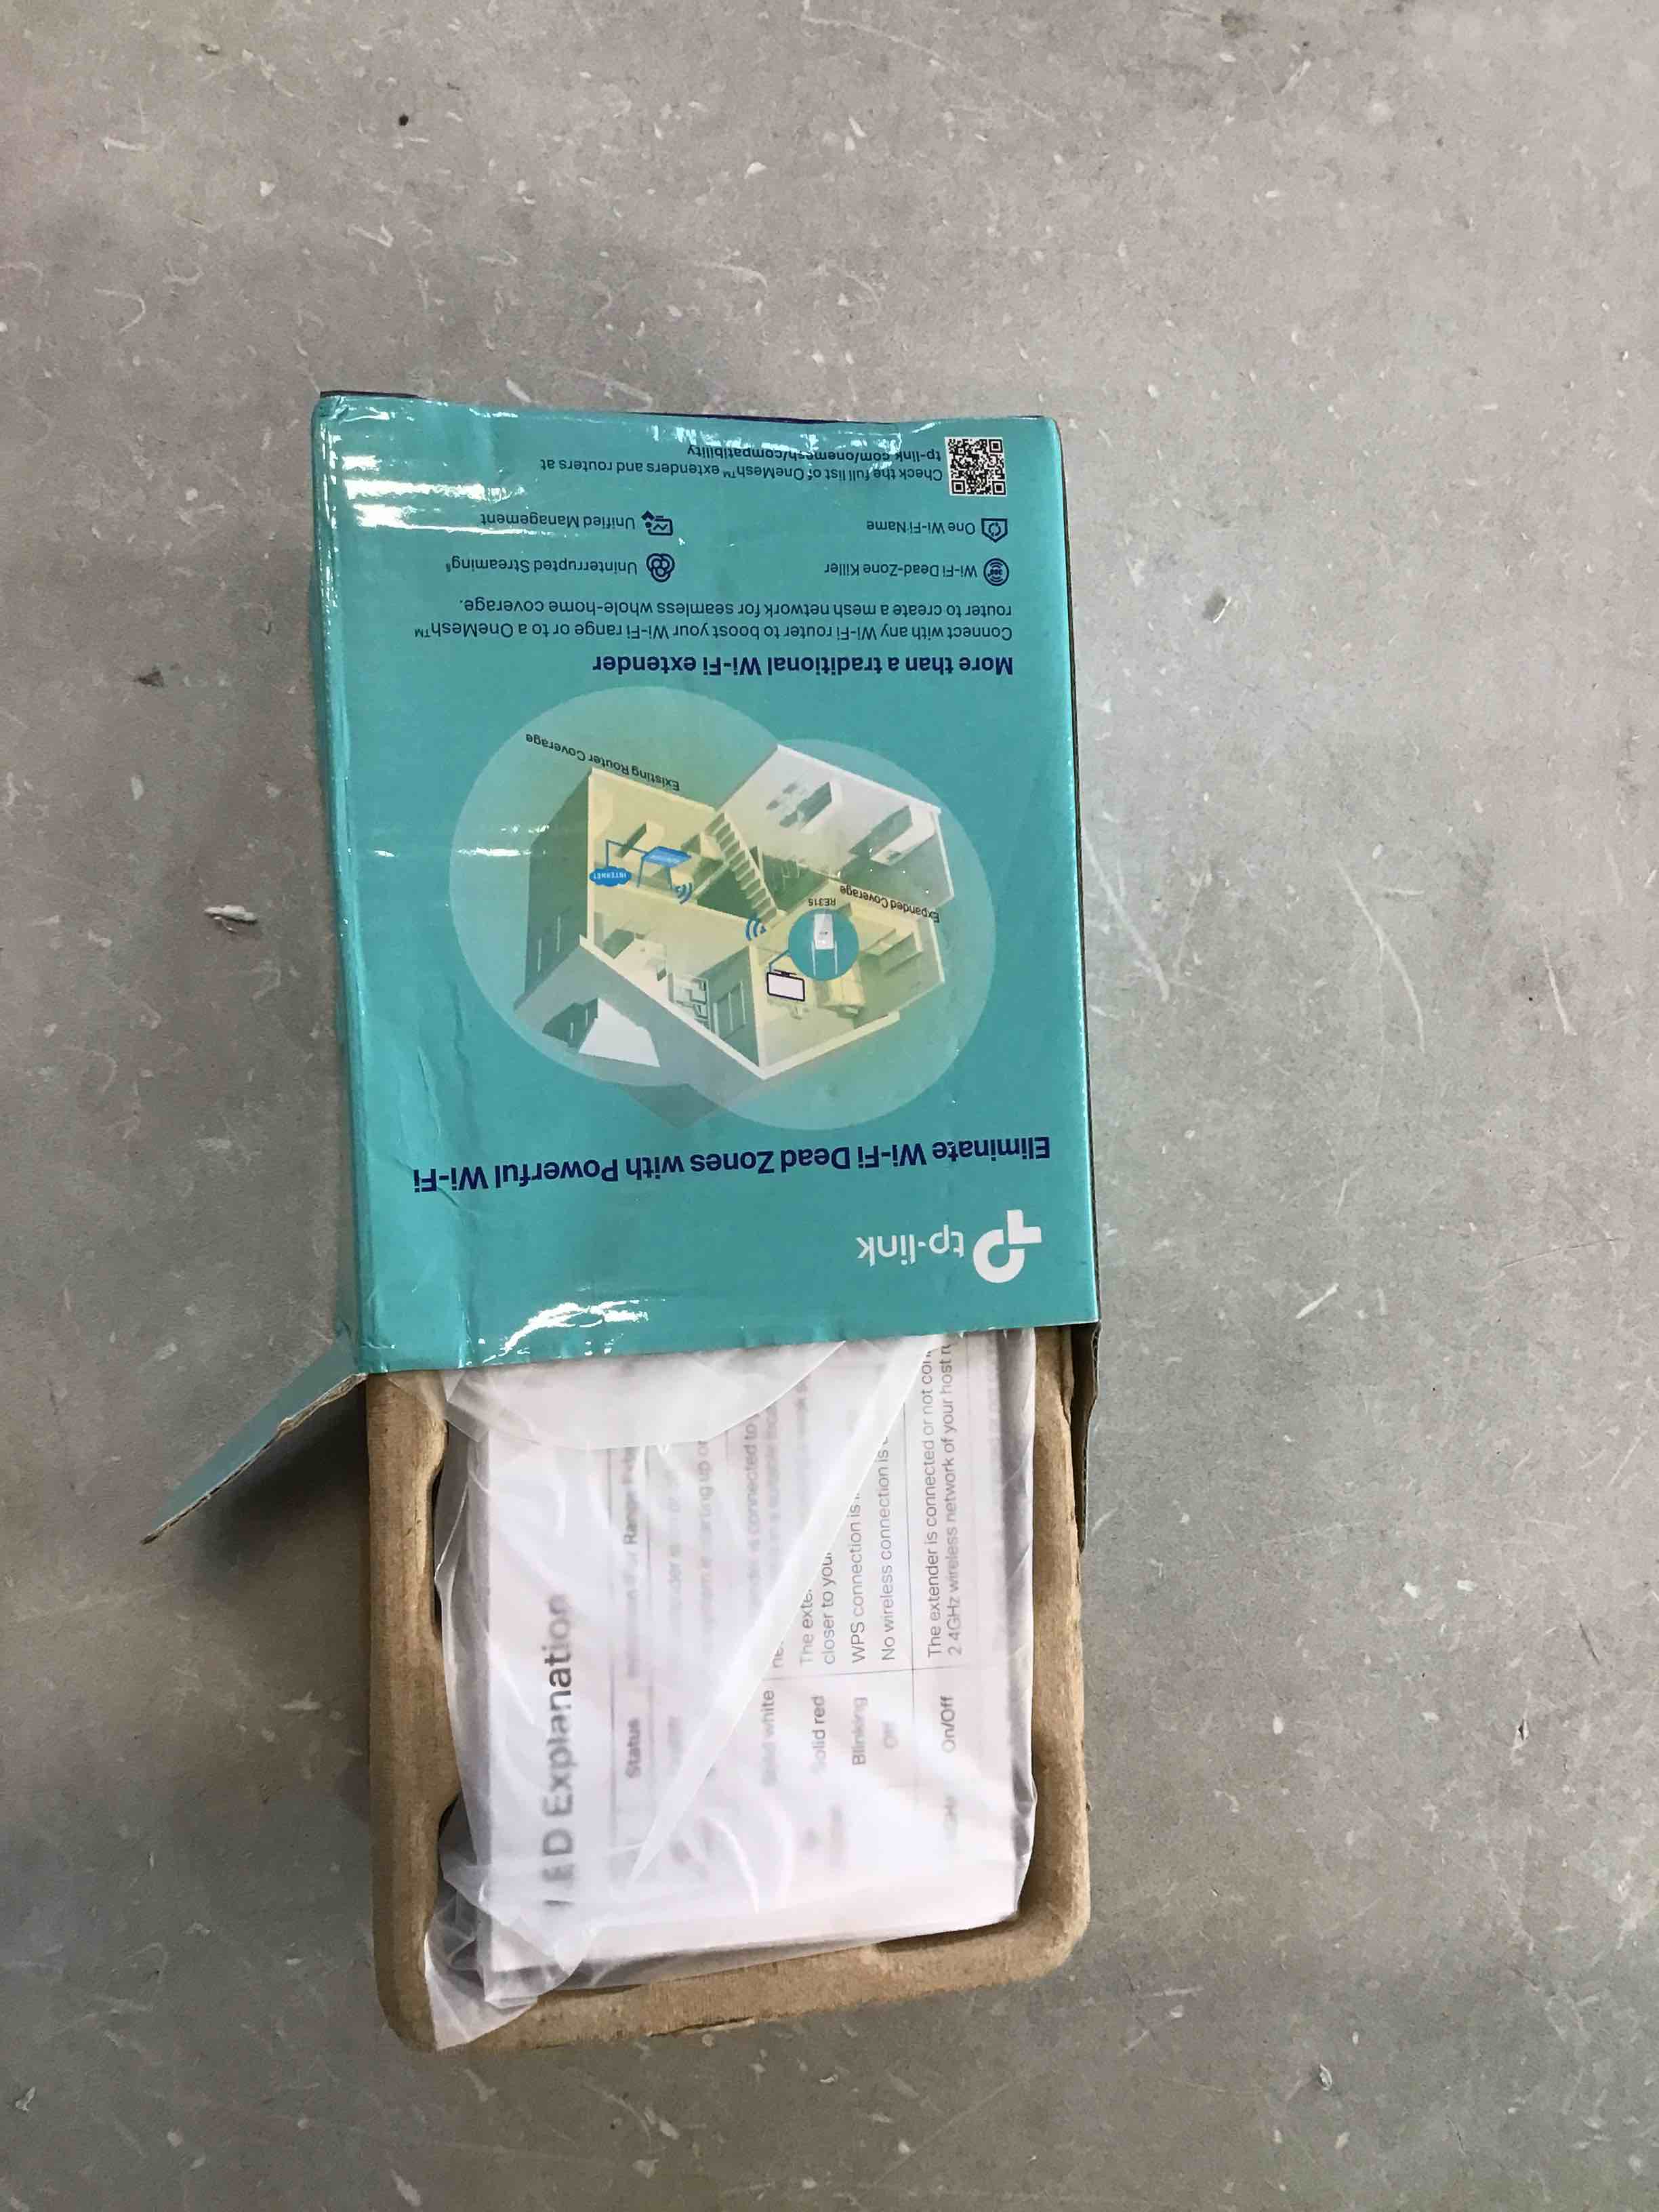 tp-link
Eliminate Wi-Fi Dead Zones with Powerful Wi-Fi
Expanded Coverage
RE315
INTERNET
Existing Router Coverage
More than a traditional Wi-Fi extender
Connect with any Wi-Fi router to boost your Wi-Fi range or to a OneMesh™
router to create a mesh network for seamless whole-home coverage.
Wi-Fi Dead-Zone Killer
Uninterrupted Streaming§
One Wi-Fi Name
Unified Management
Check the full list of OneMesh™ extenders and routers at
tp-link.com/onemesh/compatibility
Explanation
Status
Range
is connected to
white
Solid red
The
closer to your
Blinking
WPS connection is
Off
No wireless connection is
On/Off
The extender is connected or not
2.4GHz wireless network of your host